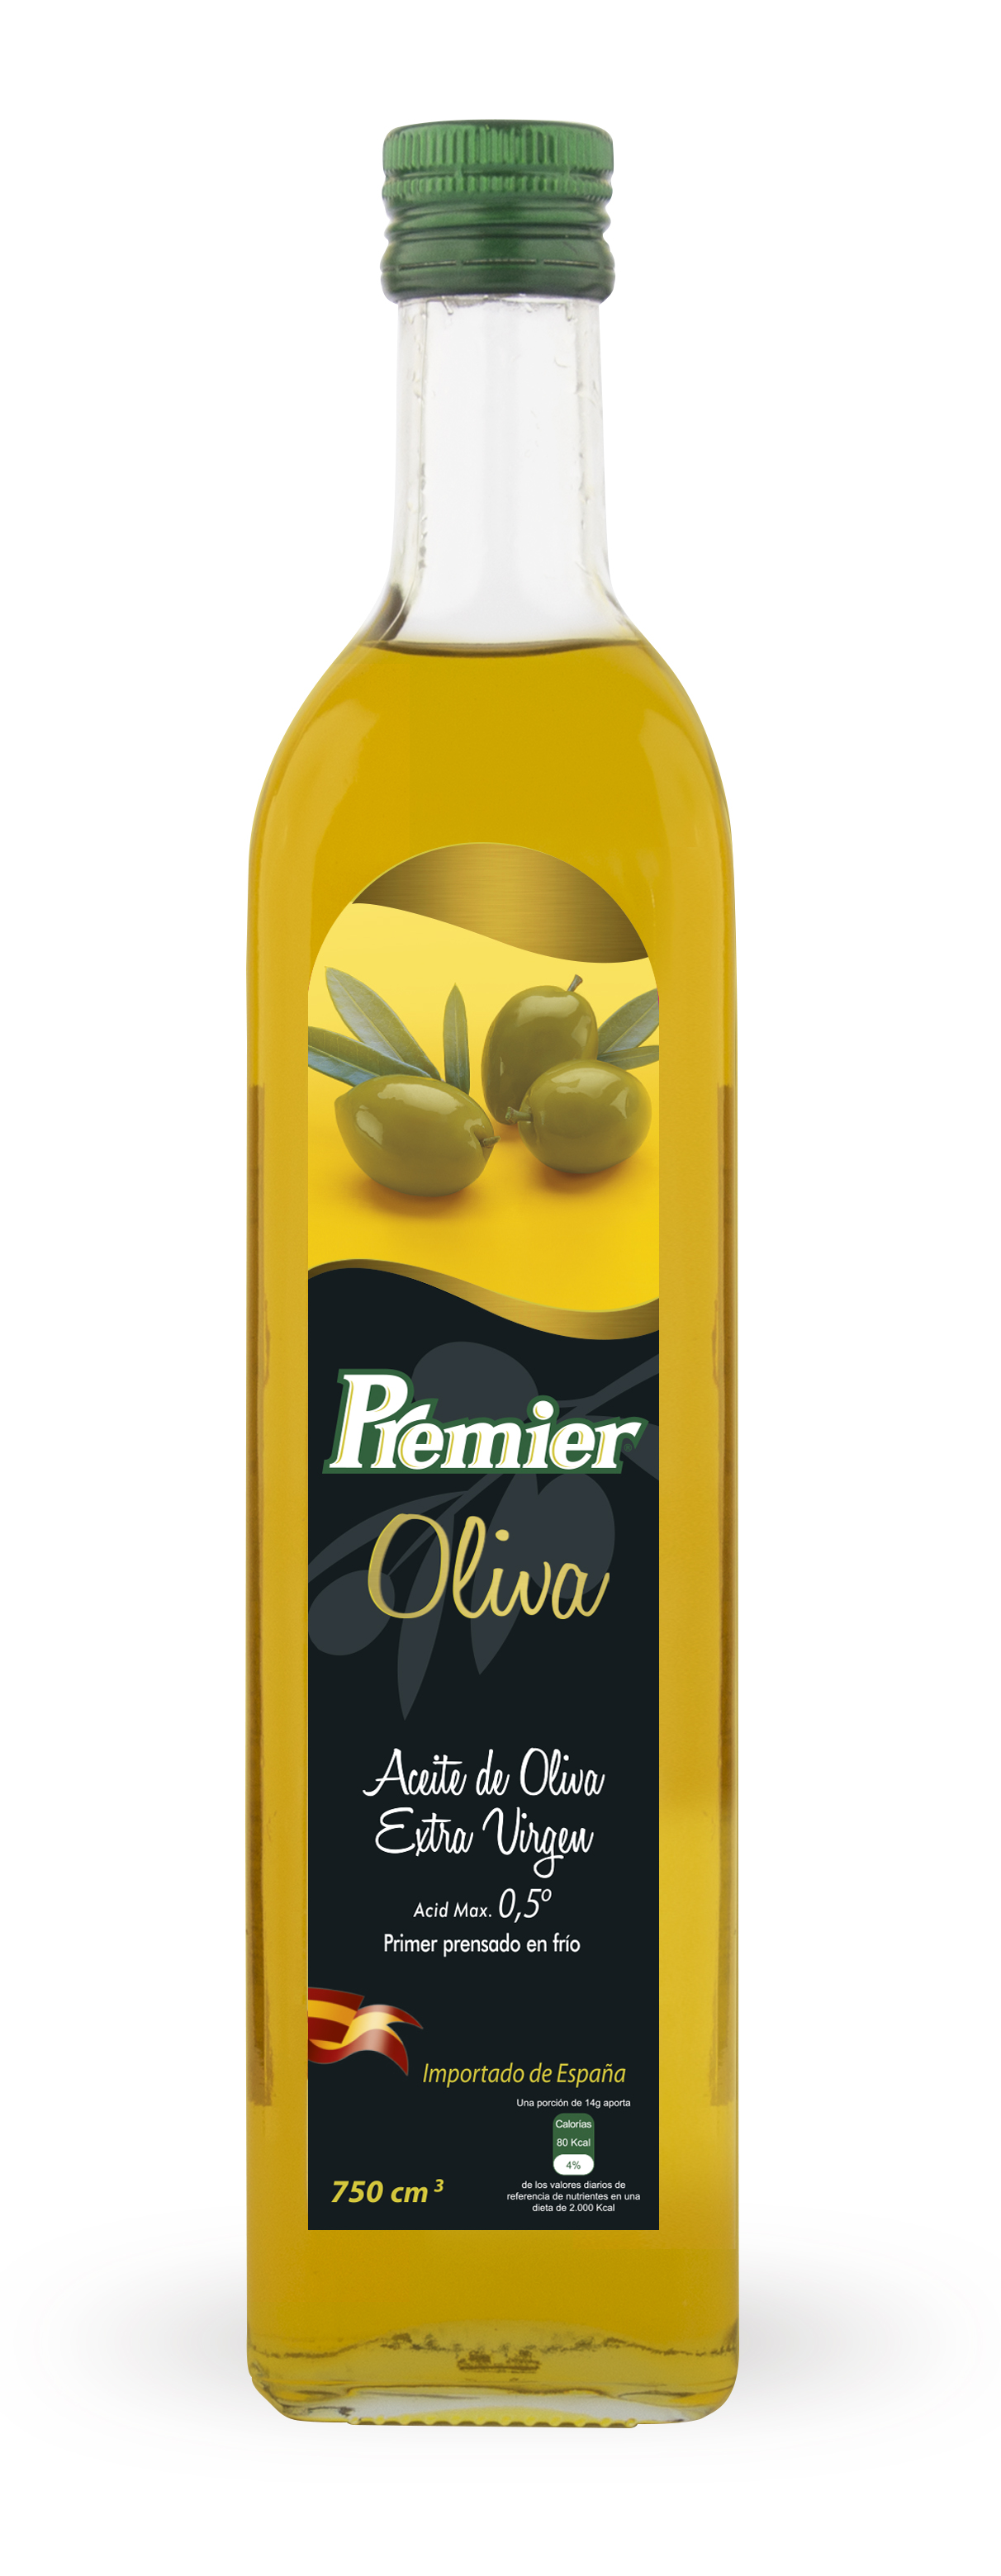 Premier
Oliva
Aceite de Oliva
Extra Virgen
Acid Max. 0,5º
Primer prensado en frío
Importado de España
Una porción de 14g aporta
Calorías
80 Kcal
4%
de los valores diarios de
referencia de nutrientes en una
dieta de 2.000 Kcal
750 cm³